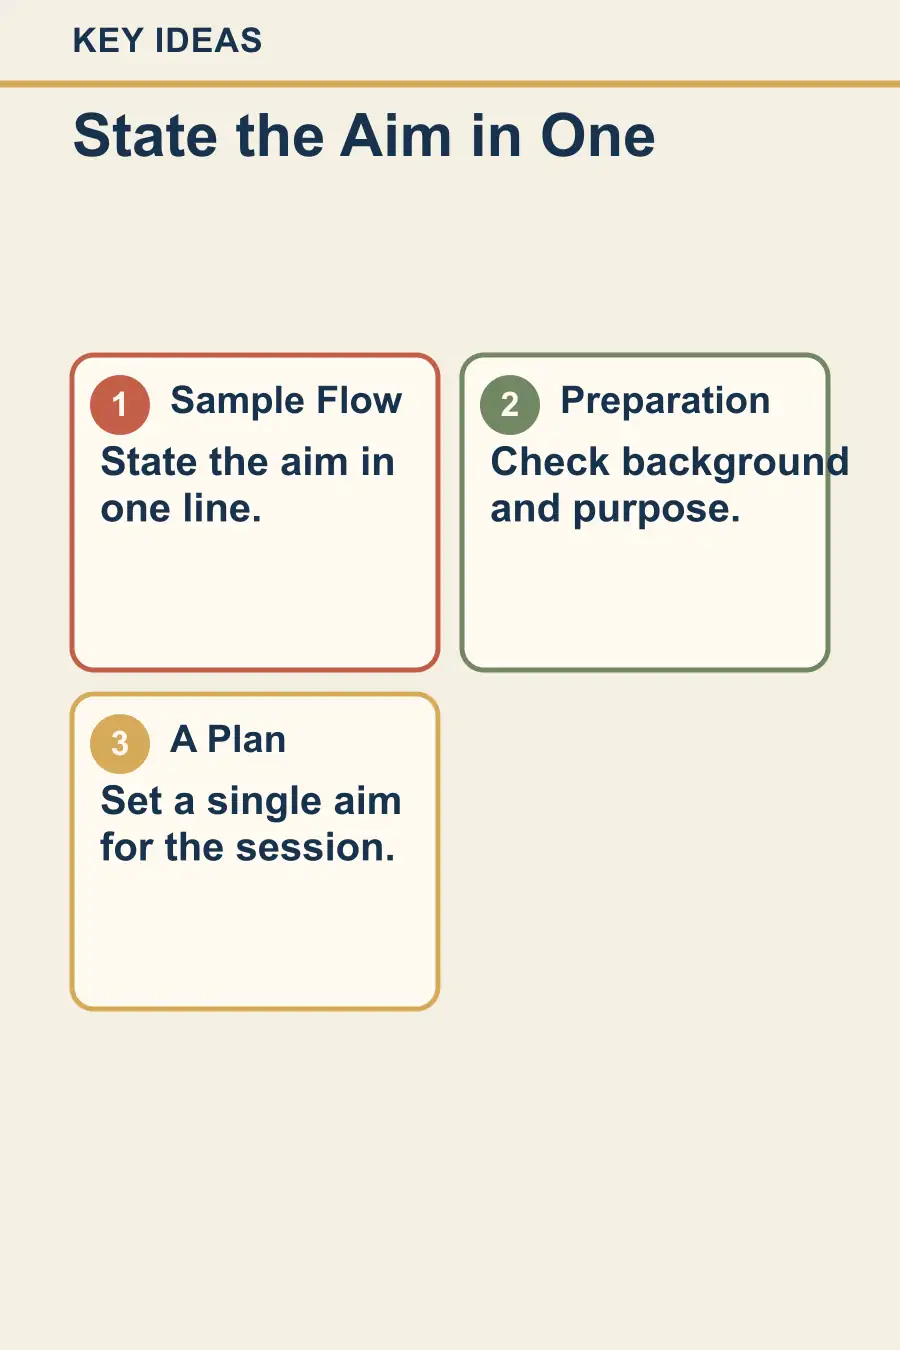 KEY IDEAS
State the Aim in One
1 Sample Flow
State the aim in
one line.
2 Preparation
Check background
and purpose.
3 A Plan
Set a single aim
for the session.